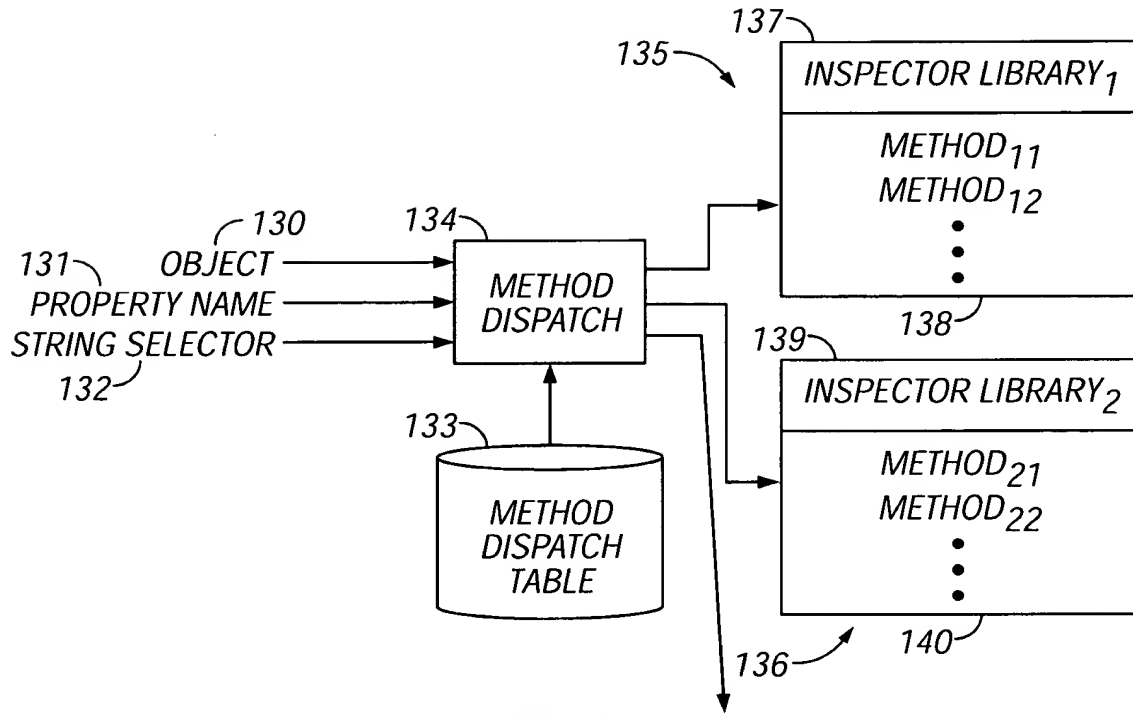 137
135
INSPECTOR LIBRARY1
METHOD11
METHOD12
138
130
OBJECT
131
PROPERTY NAME
STRING SELECTOR
132
134
METHOD
DISPATCH
133
METHOD
DISPATCH
TABLE
139
INSPECTOR LIBRARY2
METHOD21
METHOD22
136
140